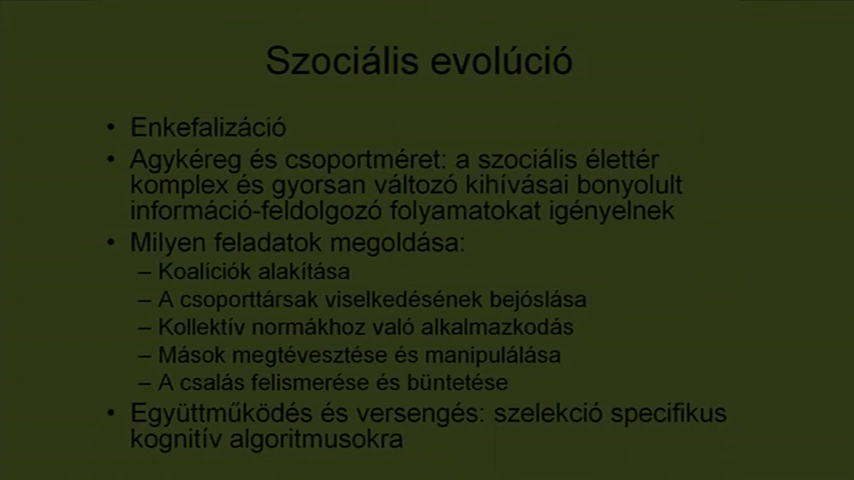 Szociális evolúció
• Enkefalizáció
• Agykéreg és csoportméret: a szociális élettér
komplex és gyorsan változó kihívásai bonyolult
információ-feldolgozó folyamatokat igényelnek
• Milyen feladatok megoldása:
– Koalíciók alakítása
– A csoporttársak viselkedésének bejóslása
– Kollektív normákhoz való alkalmazkodás
– Mások megtévesztése és manipulálása
– A csalás felismerése és büntetése
• Együttműködés és versengés: szelekció specifikus
kognitív algoritmusokra